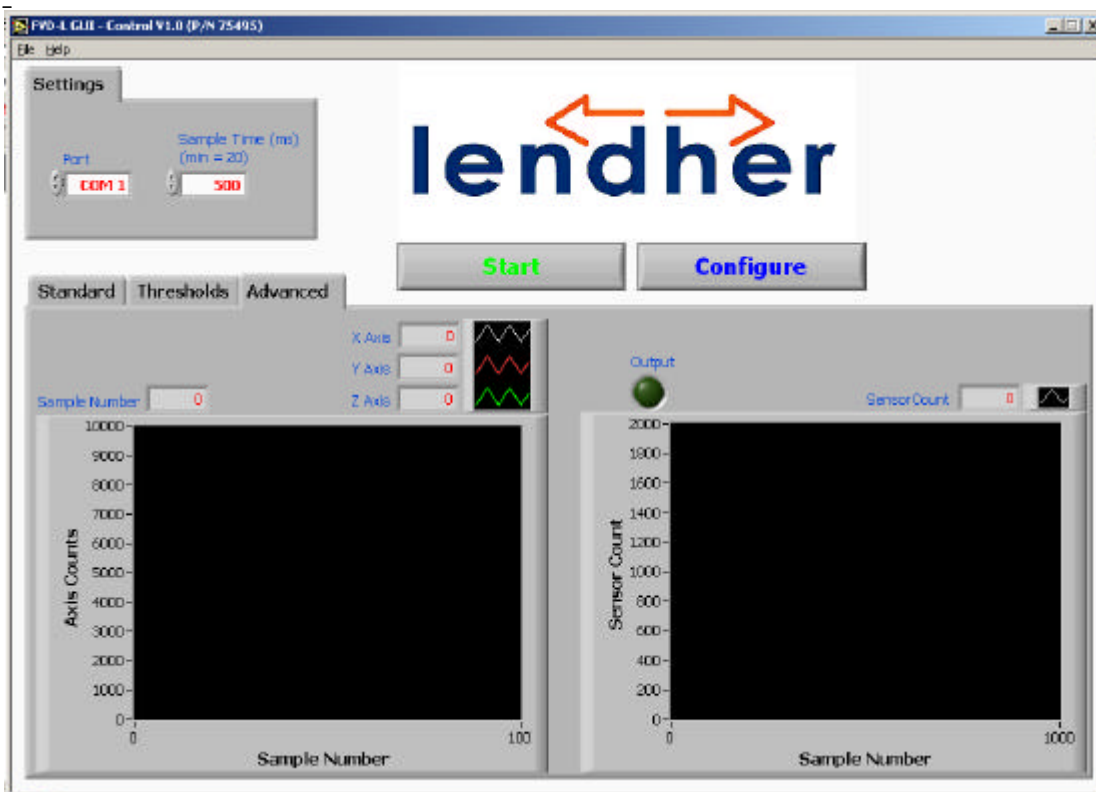 FVD-L GUI - Control V1.0 (P/N 75495)
File Help
Settings
Port
COM 1
Sample Time (ms)
(min = 20)
500
lendher
Start
Configure
Standard Thresholds Advanced
X Axis 0
Y Axis 0
Z Axis 0
Sample Number 0
10000
9000
8000
7000
6000
5000
4000
3000
2000
1000
0
Axis Counts
0 100
Sample Number
Output
Sensor Count 0
2000
1800
1600
1400
1200
1000
800
600
400
200
0
Sensor Count
0 1000
Sample Number